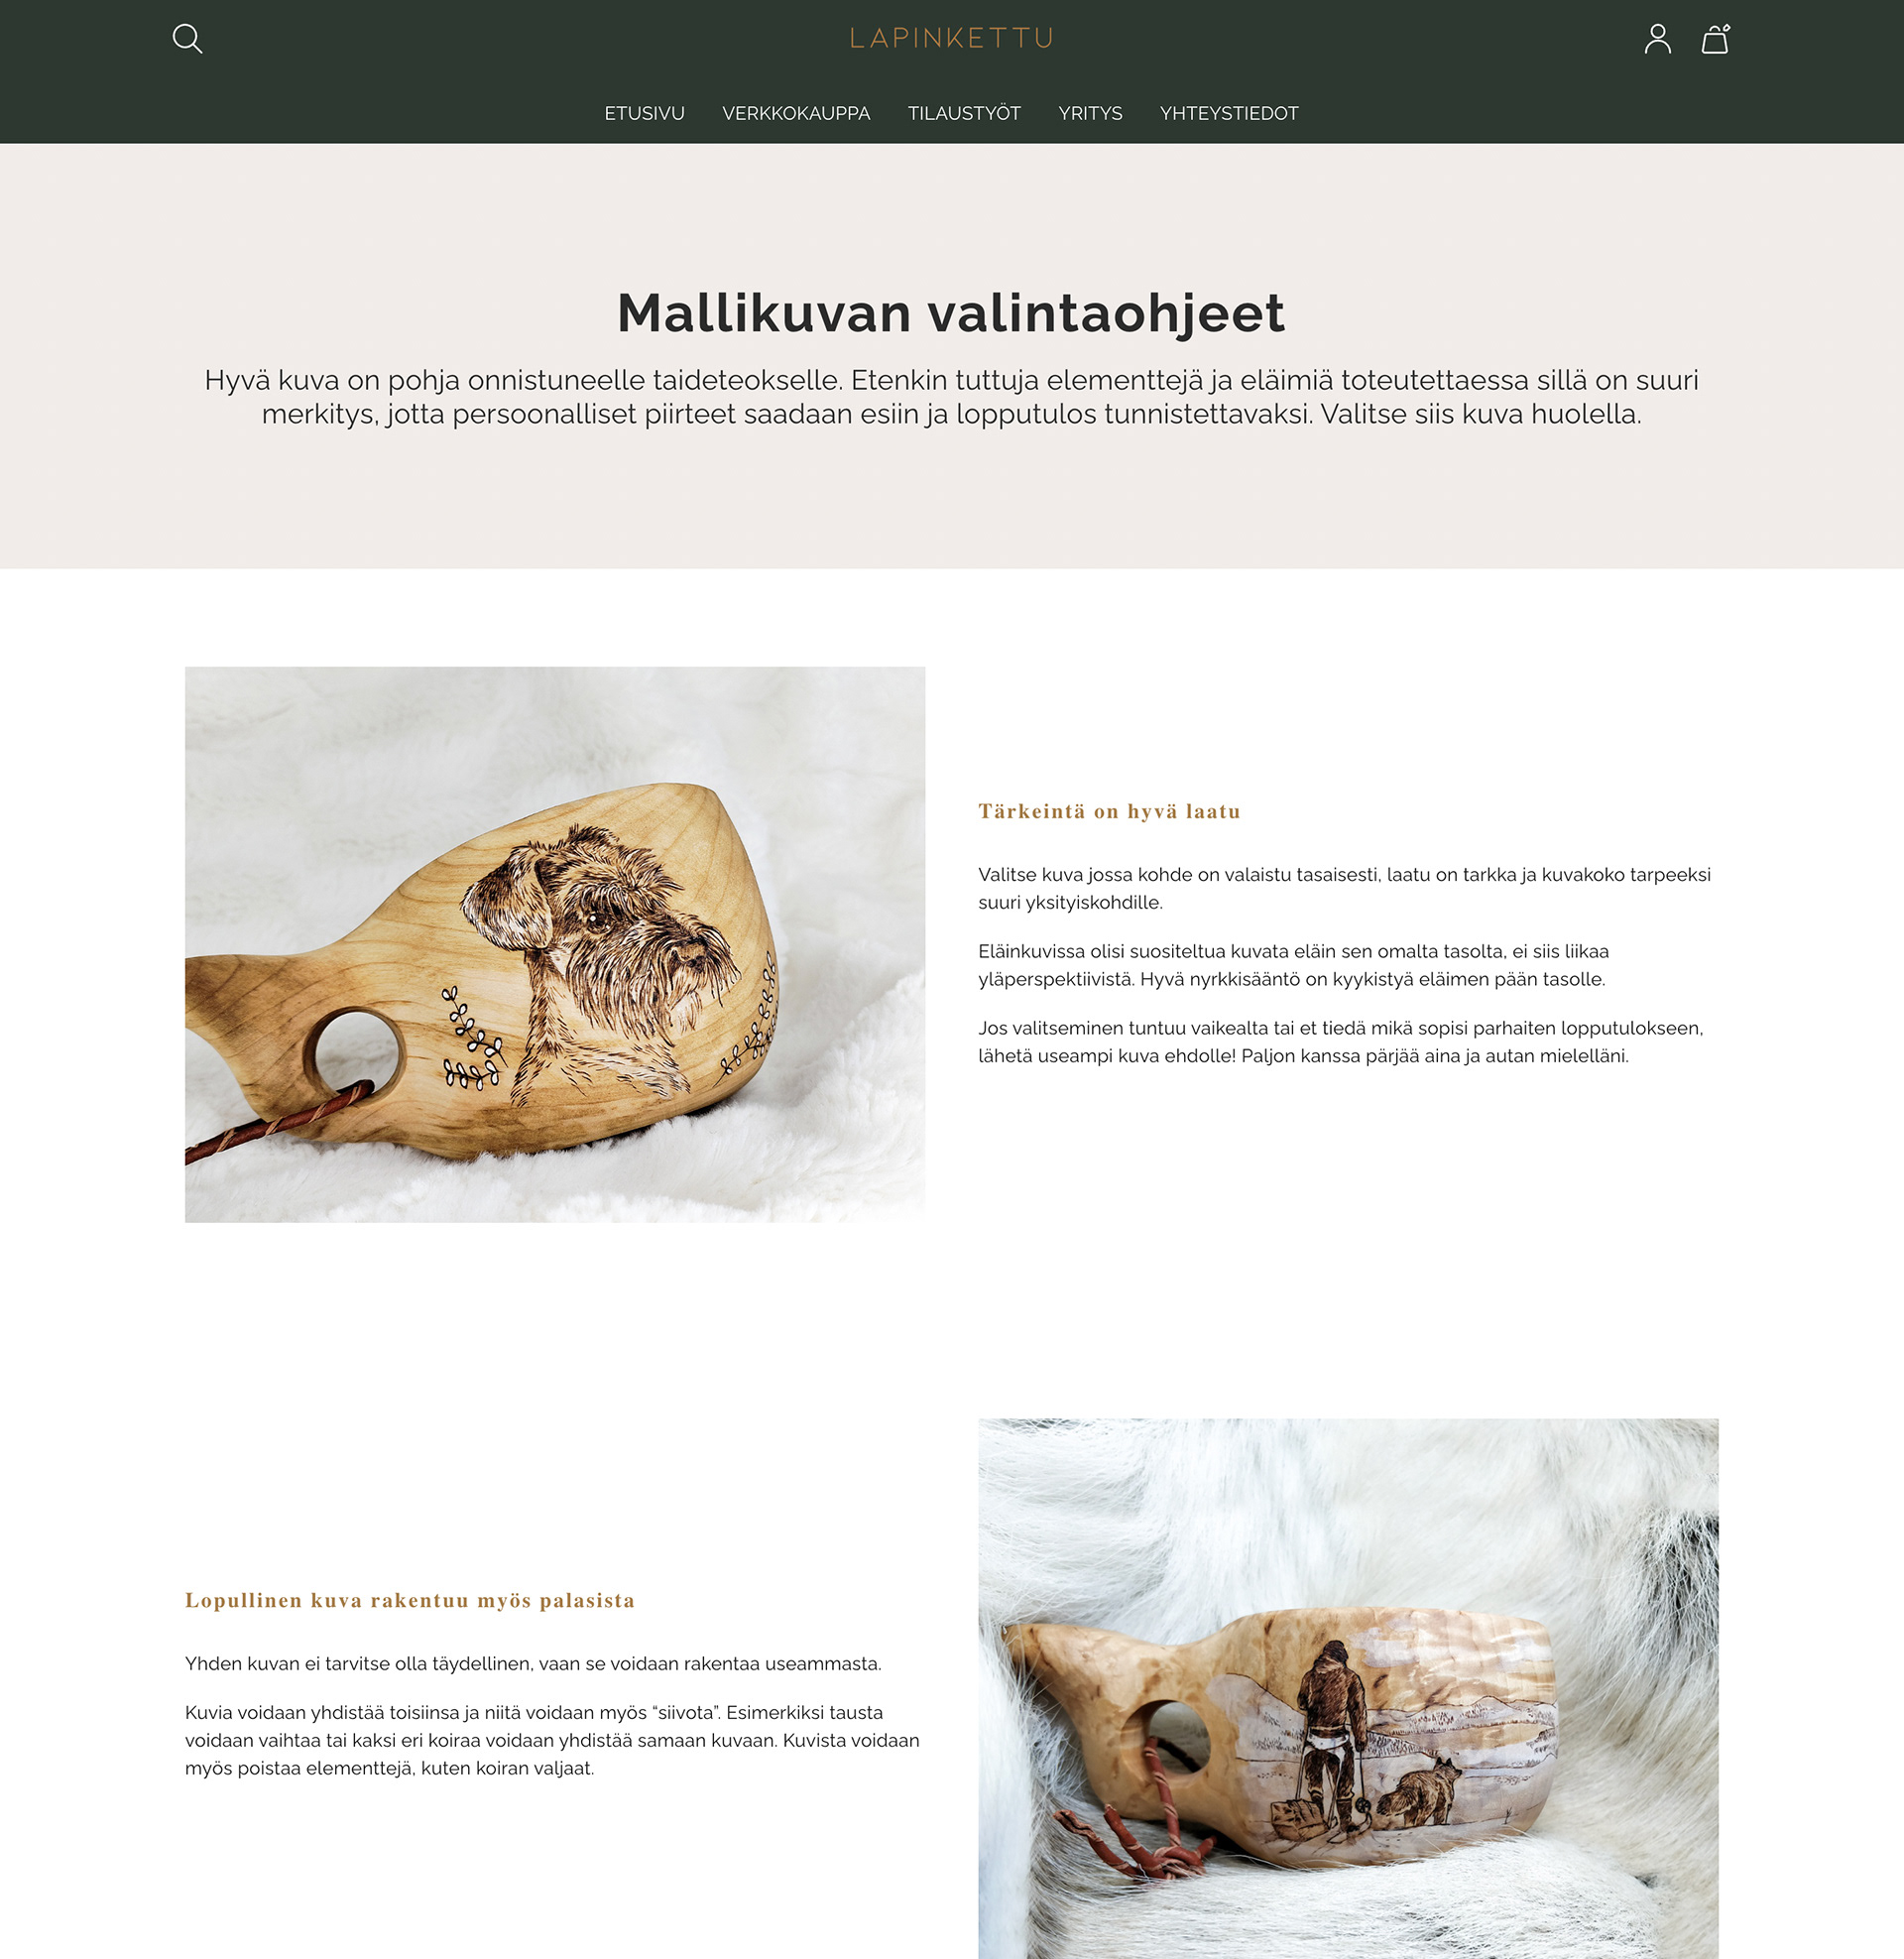 LAPINKETTU
ETUSIVU VERKKOKAUPPA TILAUSTYÖT YRITYS YHTEYSTIEDOT
Mallikuvan valintaohjeet
Hyvä kuva on pohja onnistuneelle taideteokselle. Etenkin tuttuja elementtejä ja eläimiä toteutettaessa sillä on suuri
merkitys, jotta persoonalliset piirteet saadaan esiin ja lopputulos tunnistettavaksi. Valitse siis kuva huolella.
Tärkeintä on hyvä laatu
Valitse kuva jossa kohde on valaistu tasaisesti, laatu on tarkka ja kuvakoko tarpeeksi
suuri yksityiskohdille.
Eläinkuvissa olisi suositeltua kuvata eläin sen omalta tasolta, ei siis liikaa
yläperspektiivistä. Hyvä nyrkkisääntö on kyykistyä eläimen pään tasolle.
Jos valitseminen tuntuu vaikealta tai et tiedä mikä sopisi parhaiten lopputulokseen,
lähetä useampi kuva ehdolle! Paljon kanssa pärjää aina ja autan mielelläni.
Lopullinen kuva rakentuu myös palasista
Yhden kuvan ei tarvitse olla täydellinen, vaan se voidaan rakentaa useammasta.
Kuvia voidaan yhdistää toisiinsa ja niitä voidaan myös “siivota”. Esimerkiksi tausta
voidaan vaihtaa tai kaksi eri koiraa voidaan yhdistää samaan kuvaan. Kuvista voidaan
myös poistaa elementtejä, kuten koiran valjaat.